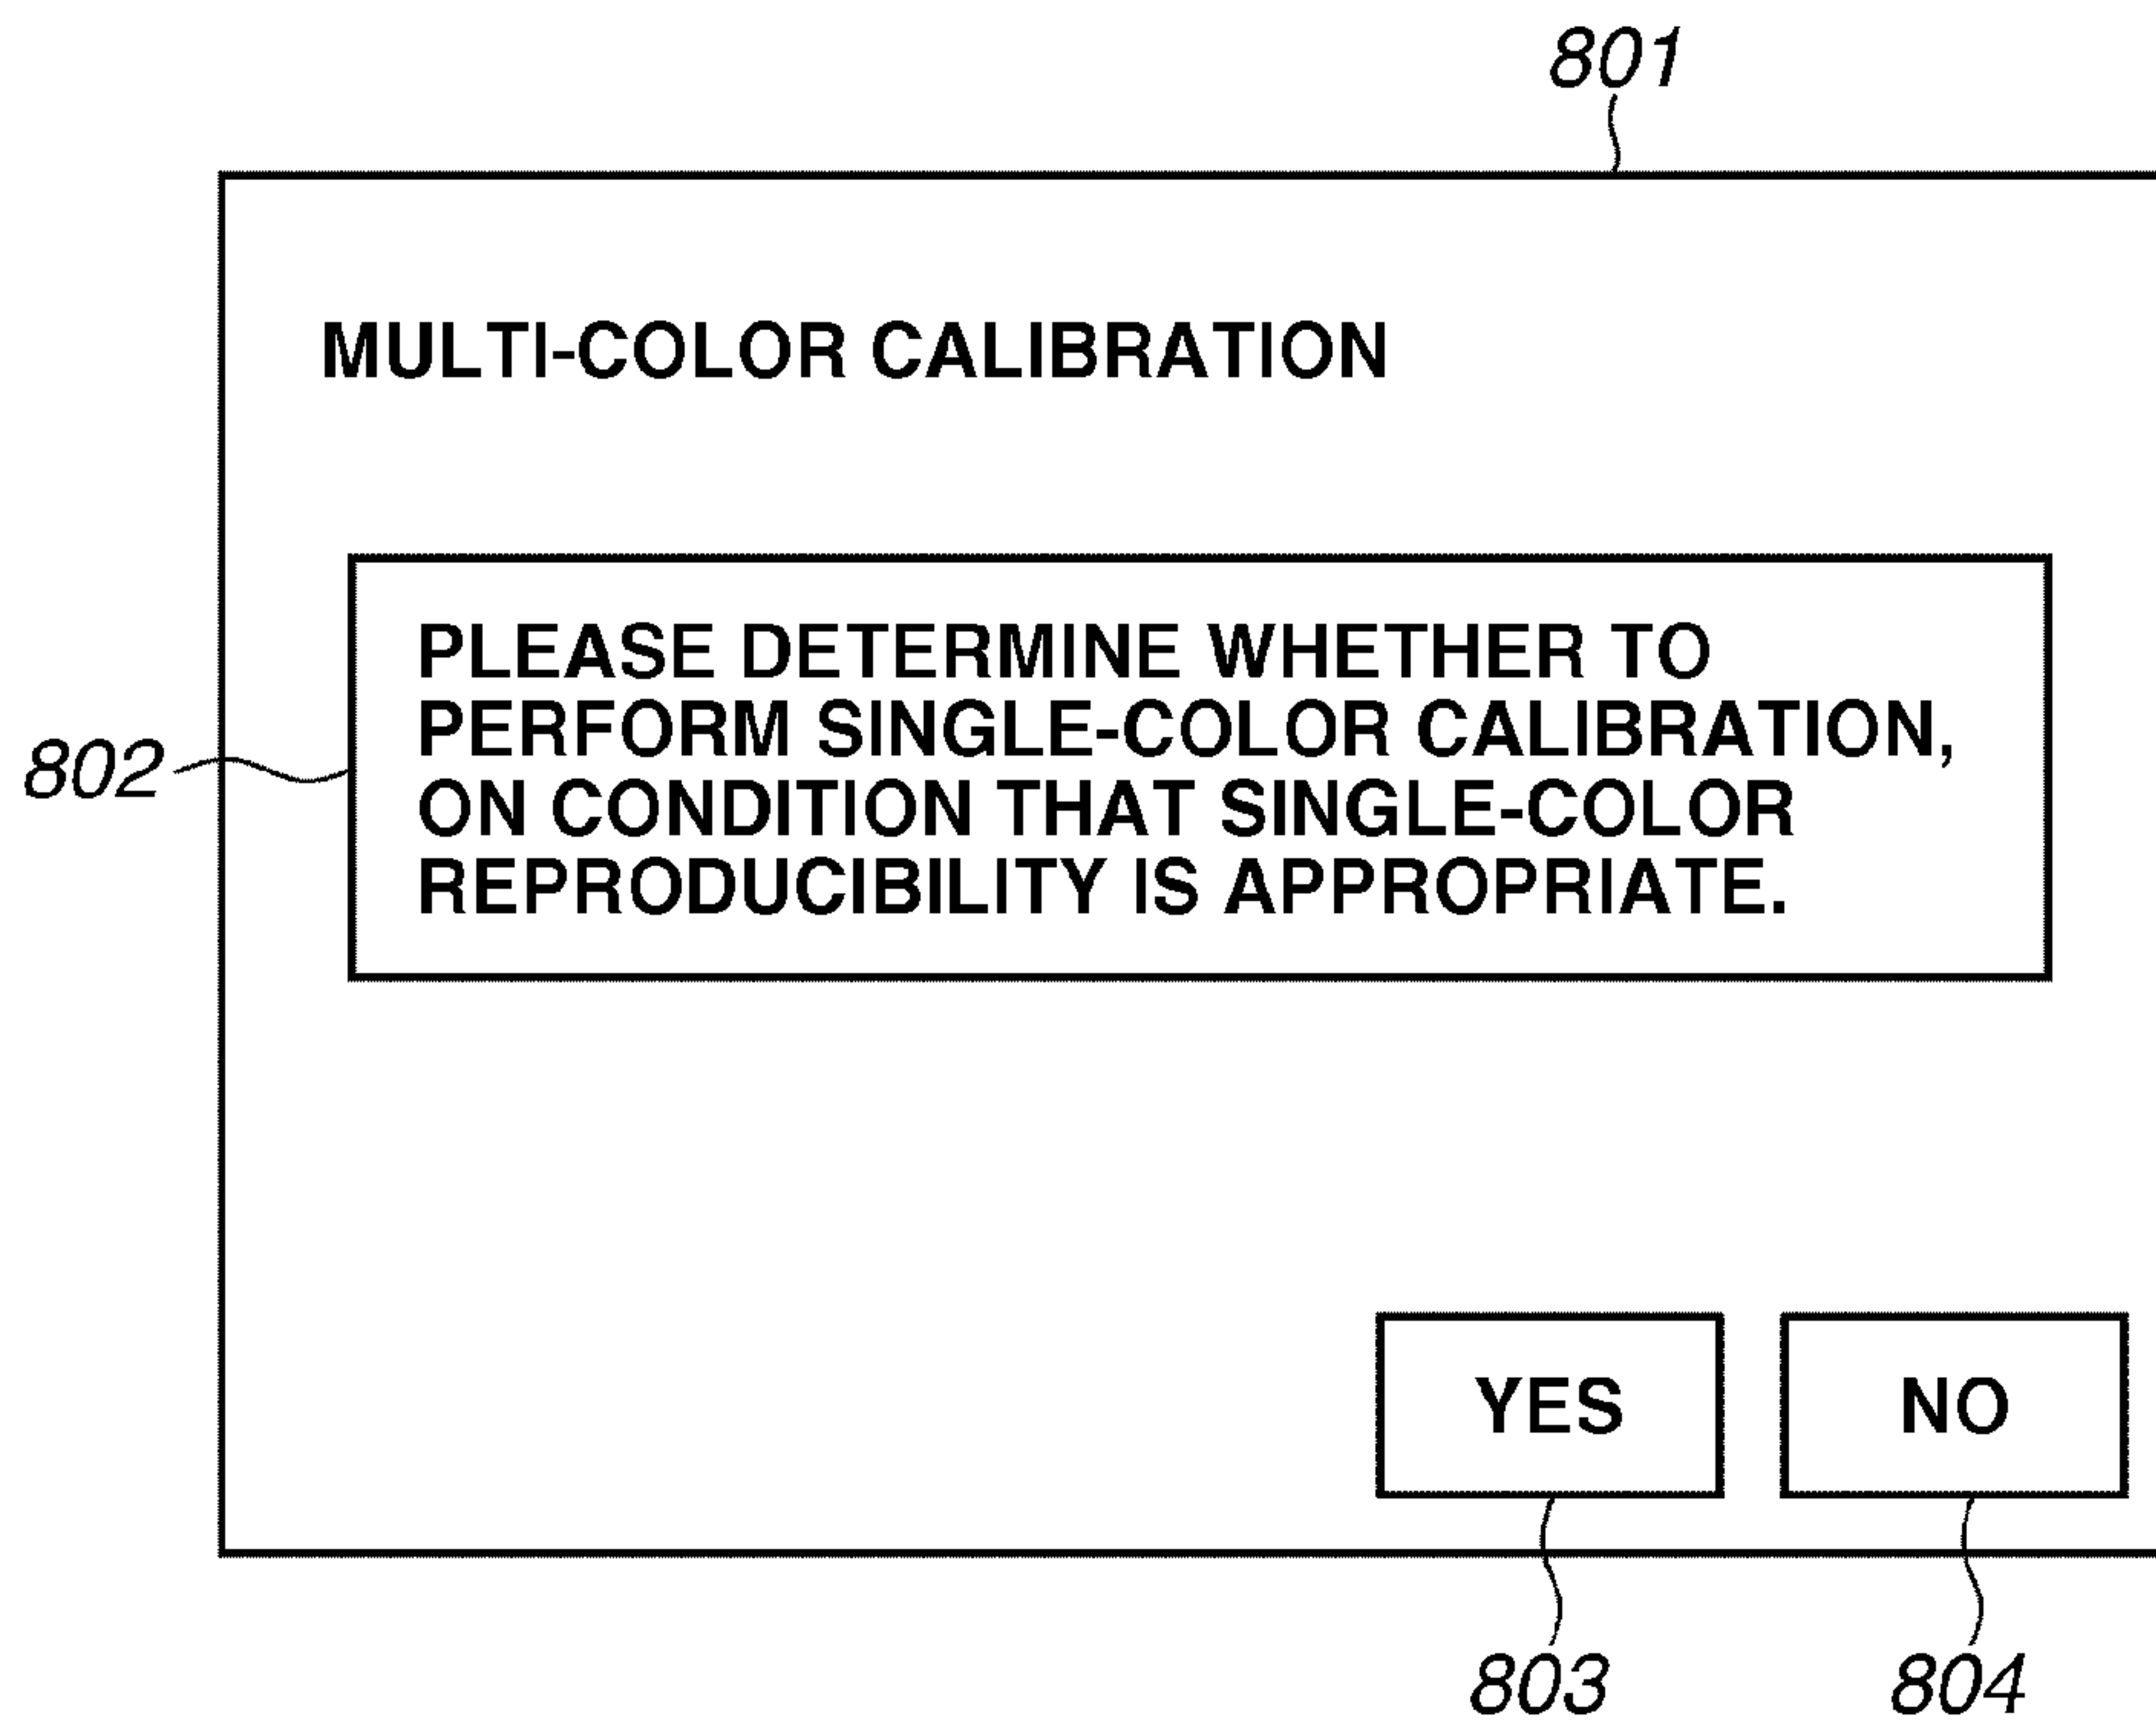 801
MULTI-COLOR CALIBRATION
PLEASE DETERMINE WHETHER TO
PERFORM SINGLE-COLOR CALIBRATION,
ON CONDITION THAT SINGLE-COLOR
REPRODUCIBILITY IS APPROPRIATE.
802
YES NO
803 804